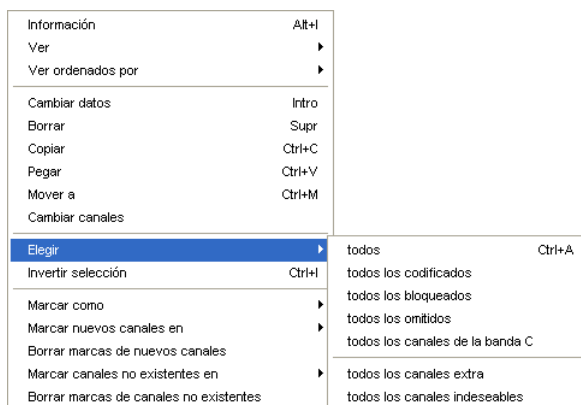 Información Alt+I
Ver
Ver ordenados por
Cambiar datos Intro
Borrar Supr
Copiar Ctrl+C
Pegar Ctrl+V
Mover a Ctrl+M
Cambiar canales
Elegir
Invertir selección Ctrl+I
Marcar como
Marcar nuevos canales en
Borrar marcas de nuevos canales
Marcar canales no existentes en
Borrar marcas de canales no existentes
todos Ctrl+A
todos los codificados
todos los bloqueados
todos los omitidos
todos los canales de la banda C
todos los canales extra
todos los canales indeseables